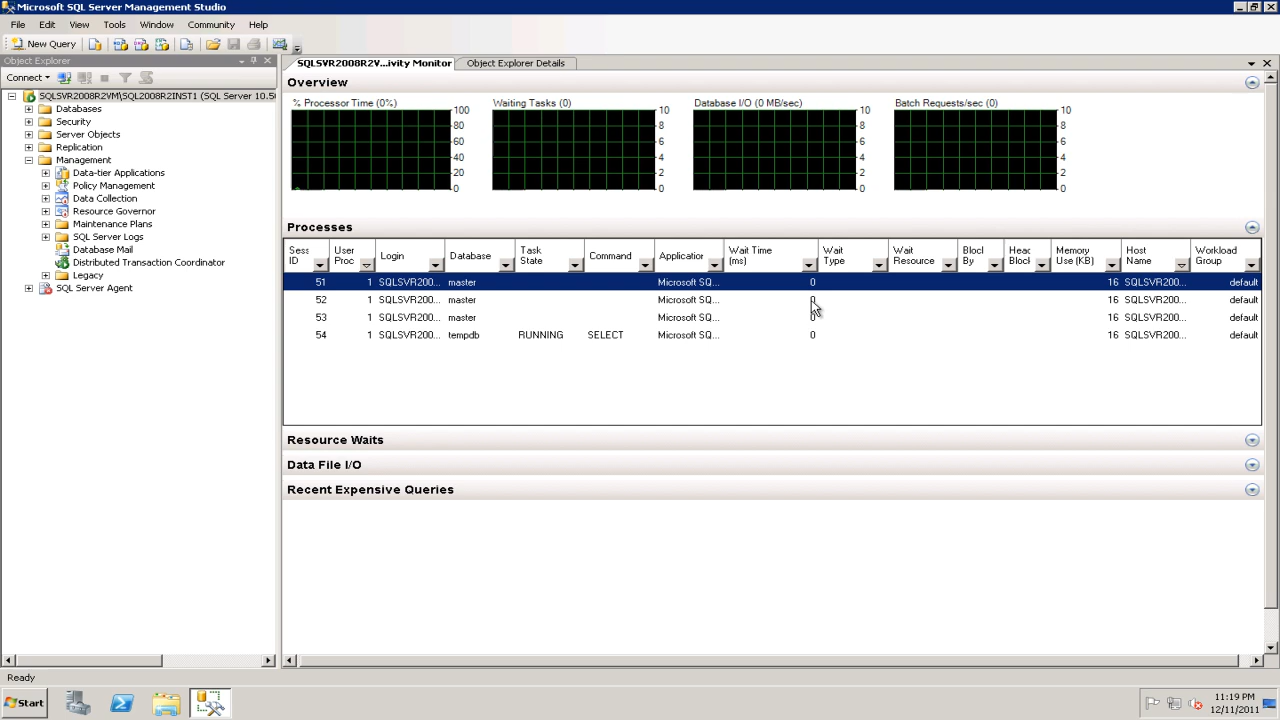 Microsoft SQL Server Management Studio
File Edit View Tools Window Community Help
New Query
Object Explorer
Connect
SQLSVR2008R2VM\SQL2008R2INST1 (SQL Server 10.50
Databases
Security
Server Objects
Replication
Management
Data-tier Applications
Policy Management
Data Collection
Resource Governor
Maintenance Plans
SQL Server Logs
Database Mail
Distributed Transaction Coordinator
Legacy
SQL Server Agent
SQLSVR2008R2V...ivity Monitor Object Explorer Details
Overview
% Processor Time (0%) Waiting Tasks (0) Database I/O (0 MB/sec) Batch Requests/sec (0)
100 10 10 10
80 8 8 8
60 6 6 6
40 4 4 4
20 2 2 2
0 0 0 0
Processes
Sess ID User Proc Login Database Task State Command Application Wait Time (ms) Wait Type Wait Resource Blocl By Heac Blocl Memory Use (KB) Host Name Workload Group
51 1 SQLSVR200... master Microsoft SQ... 0 16 SQLSVR200... default
52 1 SQLSVR200... master Microsoft SQ... 0 16 SQLSVR200... default
53 1 SQLSVR200... master Microsoft SQ... 0 16 SQLSVR200... default
54 1 SQLSVR200... tempdb RUNNING SELECT Microsoft SQ... 0 16 SQLSVR200... default
Resource Waits
Data File I/O
Recent Expensive Queries
Ready
Start
11:19 PM
12/11/2011